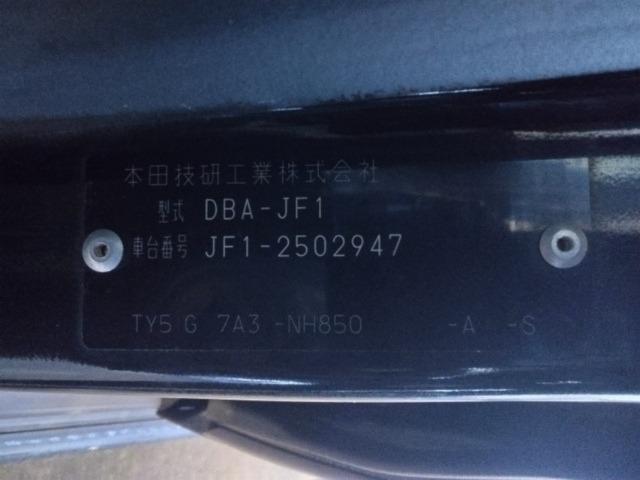 本田技研工業株式会社
型式 DBA-JF1
車台番号 JF1-2502947
TY5 G 7A3 -NH850 -A -S